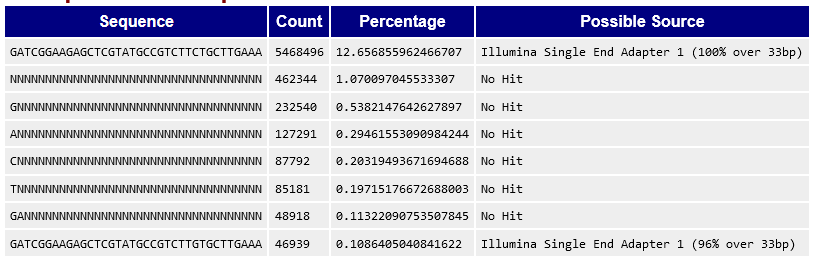 Sequence Count Percentage Possible Source
GATCGGAAGAGCTCGTATGCCGTCTTCTGCTTGAAA 5468496 12.656855962466707 Illumina Single End Adapter 1 (100% over 33bp)
NNNNNNNNNNNNNNNNNNNNNNNNNNNNNNNNNNNN 462344 1.070097045533307 No Hit
GNNNNNNNNNNNNNNNNNNNNNNNNNNNNNNNNNNN 232540 0.5382147642627897 No Hit
ANNNNNNNNNNNNNNNNNNNNNNNNNNNNNNNNNNN 127291 0.29461553090984244 No Hit
CNNNNNNNNNNNNNNNNNNNNNNNNNNNNNNNNNNN 87792 0.20319493671694688 No Hit
TNNNNNNNNNNNNNNNNNNNNNNNNNNNNNNNNNNN 85181 0.19715176672688003 No Hit
GANNNNNNNNNNNNNNNNNNNNNNNNNNNNNNNNNN 48918 0.11322090753507845 No Hit
GATCGGAAGAGCTCGTATGCCGTCTTGTGCTTGAAA 46939 0.1086405040841622 Illumina Single End Adapter 1 (96% over 33bp)